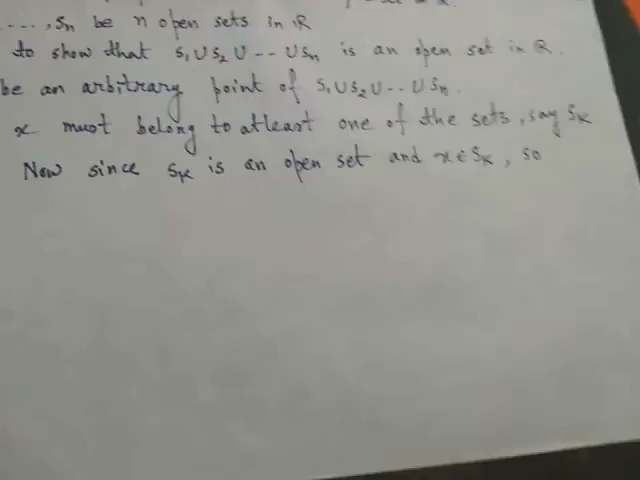 ..., Sn be n open sets in ℝ
to show that S₁ ∪ S₂ ∪ -- ∪ Sn is an open set in ℝ.
be an arbitrary point of S₁ ∪ S₂ ∪ -- ∪ Sn.
x must belong to atleast one of the sets, say Sk
Now since Sk is an open set and x ∈ Sk, so